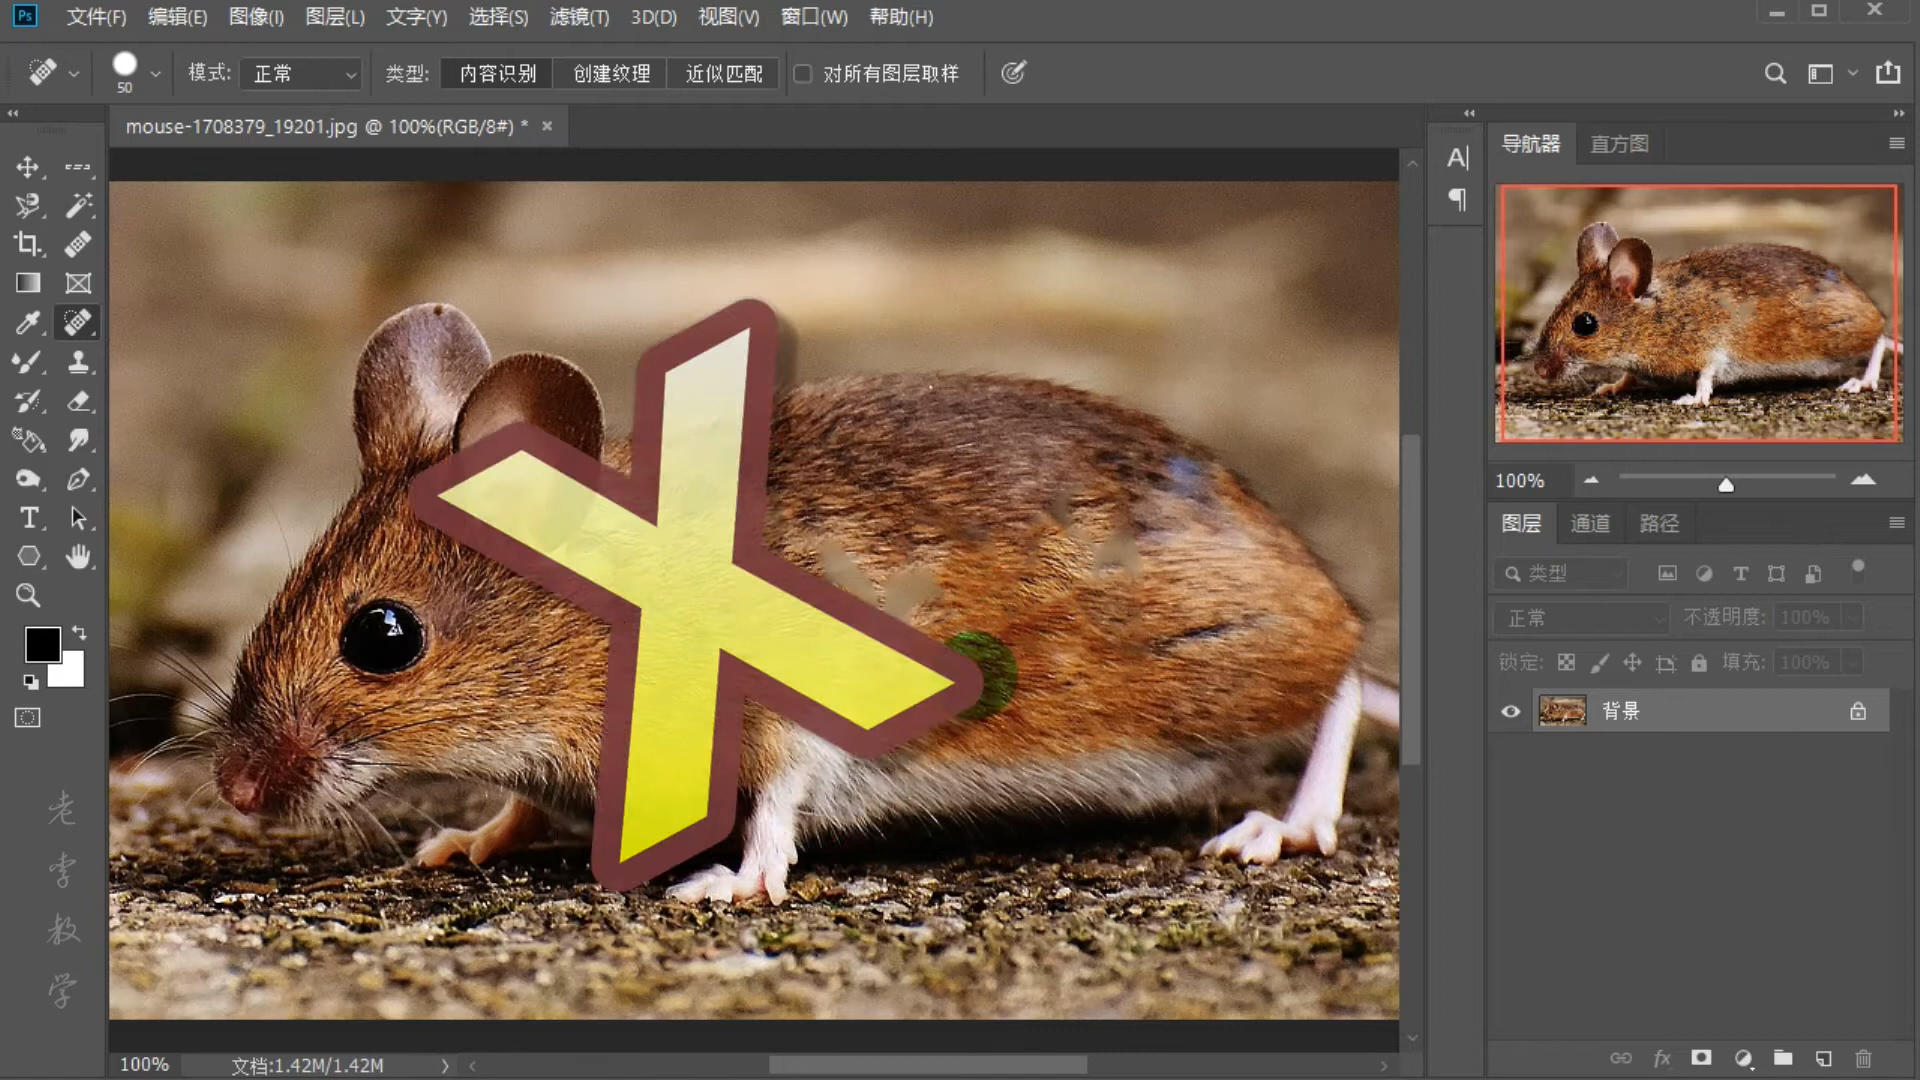 Ps 文件(F) 编辑(E) 图像(I) 图层(L) 文字(Y) 选择(S) 滤镜(T) 3D(D) 视图(V) 窗口(W) 帮助(H)
50 模式: 正常 类型: 内容识别 创建纹理 近似匹配 对所有图层取样
mouse-1708379_19201.jpg @ 100%(RGB/8#) * ×
导航器 直方图
100%
图层 通道 路径
类型
正常 不透明度: 100%
锁定: 填充: 100%
背景
X
老
李
教
学
100% 文档:1.42M/1.42M
fx